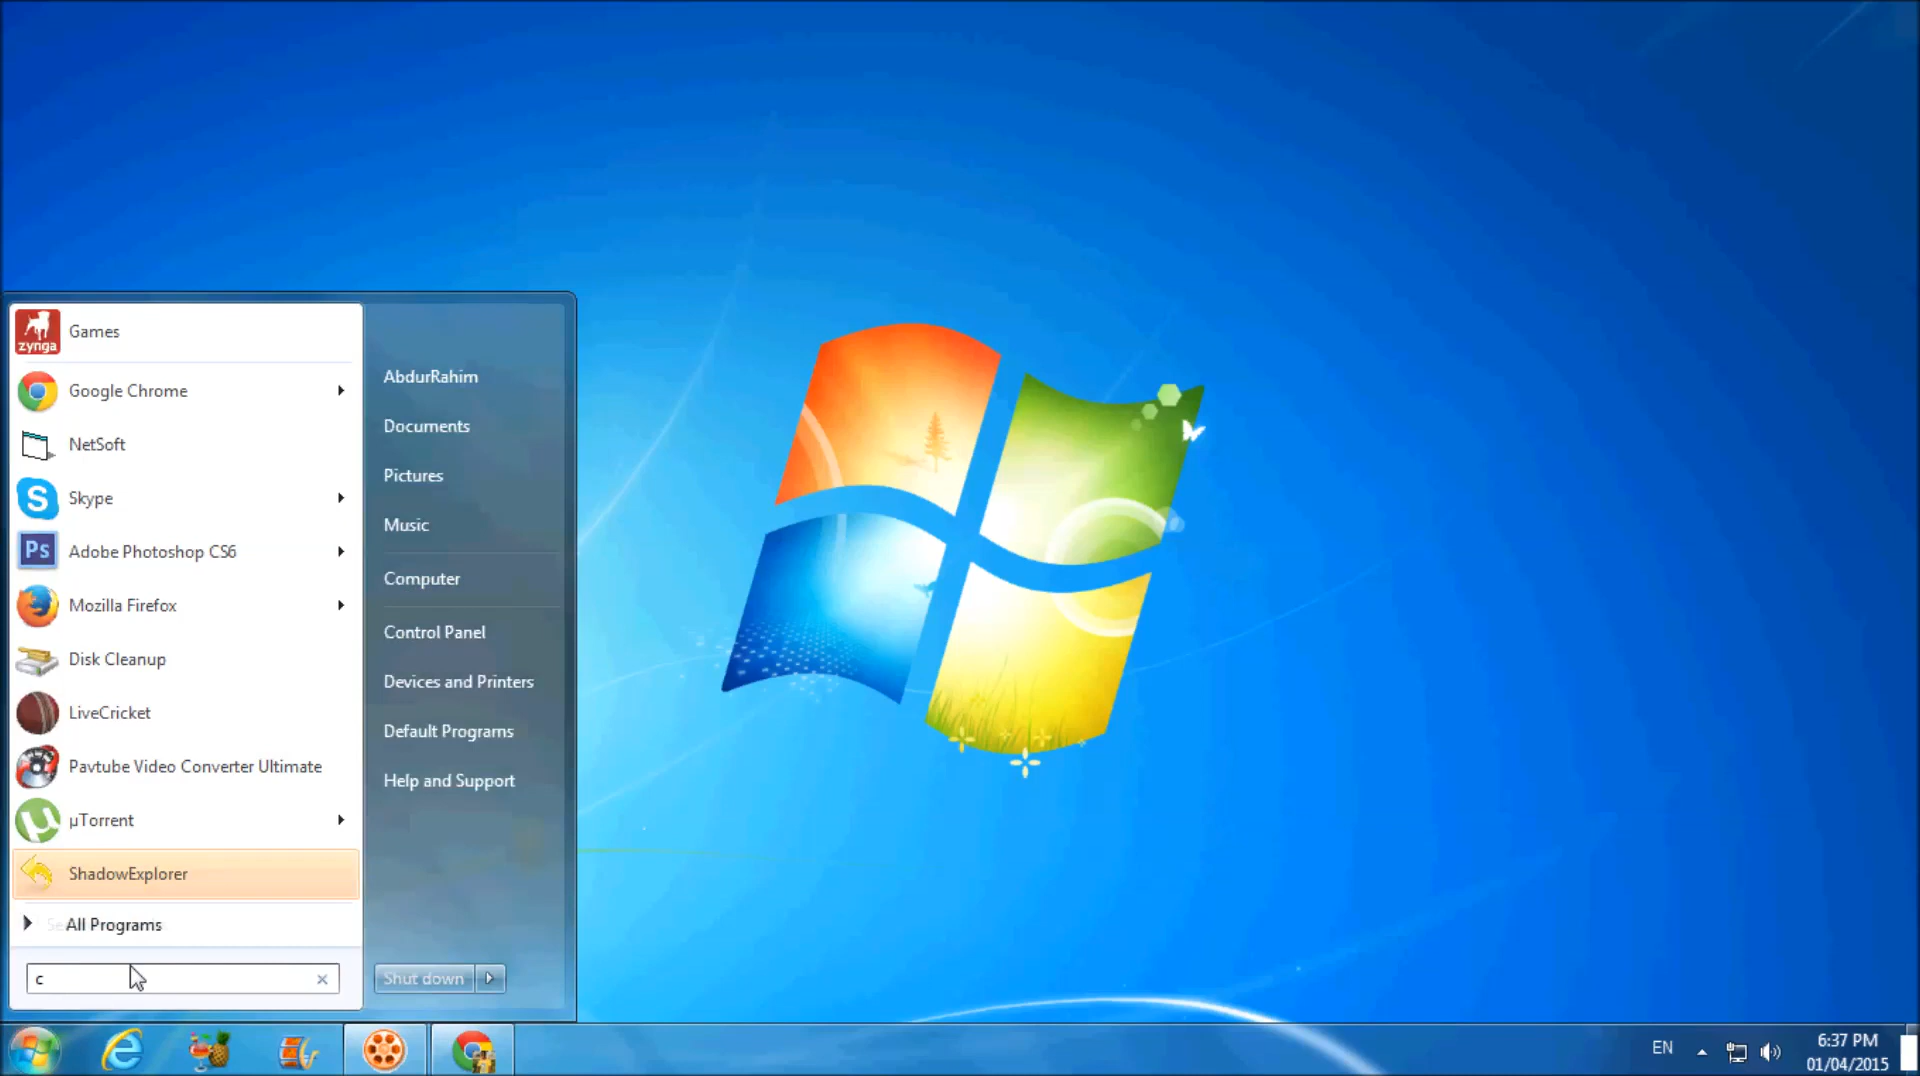 zynga
Games
Google Chrome
NetSoft
S
Skype
Ps
Adobe Photoshop CS6
Mozilla Firefox
Disk Cleanup
LiveCricket
Pavtube Video Converter Ultimate
µ
µTorrent
ShadowExplorer
All Programs
c
AbdurRahim
Documents
Pictures
Music
Computer
Control Panel
Devices and Printers
Default Programs
Help and Support
Shut down
EN
6:37 PM
01/04/2015